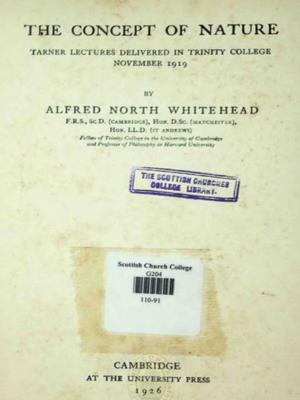 THE CONCEPT OF NATURE
TARNER LECTURES DELIVERED IN TRINITY COLLEGE
NOVEMBER 1919
BY
ALFRED NORTH WHITEHEAD
F.R.S., Sc.D. (CAMBRIDGE), Hon. D.Sc. (MANCHESTER),
Hon. LL.D. (ST ANDREWS)
Fellow of Trinity College in the University of Cambridge
and Professor of Philosophy in Harvard University
THE SCOTTISH CHURCHES
COLLEGE LIBRARY.
Scottish Church College
G204
110-91
CAMBRIDGE
AT THE UNIVERSITY PRESS
1926